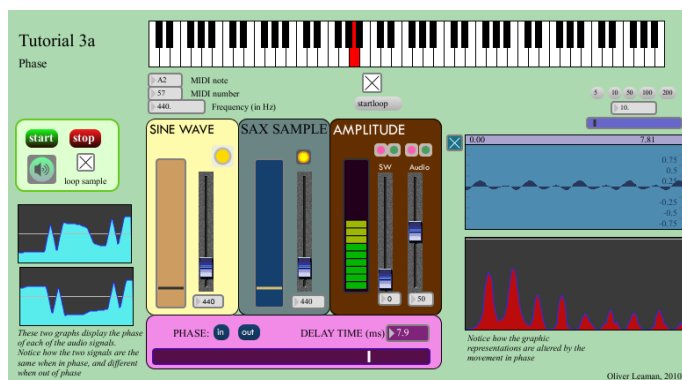 Tutorial 3a
Phase
A2 MIDI note
57 MIDI number
440. Frequency (in Hz)
startloop
5 10 50 100 200
10.
start stop
loop sample
SINE WAVE SAX SAMPLE AMPLITUDE
SW Audio
440 440 0 50
0.00 7.81
0.75
0.5
0.25
-0.25
-0.5
-0.75
These two graphs display the phase
of each of the audio signals.
Notice how the two signals are the
same when in phase, and different
when out of phase
PHASE: in out DELAY TIME (ms) 7.9
Notice how the graphic
representations are altered by the
movement in phase
Oliver Leaman, 2010